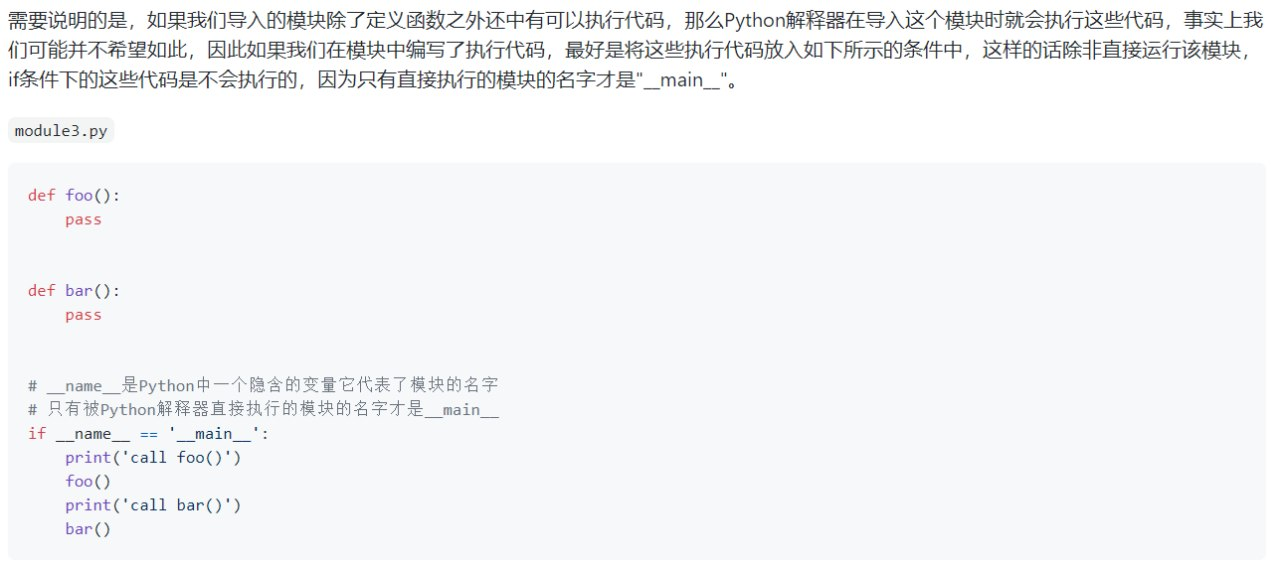 需要说明的是，如果我们导入的模块除了定义函数之外还中有可以执行代码，那么Python解释器在导入这个模块时就会执行这些代码，事实上我
们可能并不希望如此，因此如果我们在模块中编写了执行代码，最好是将这些执行代码放入如下所示的条件中，这样的话除非直接运行该模块，
if条件下的这些代码是不会执行的，因为只有直接执行的模块的名字才是"__main__"。
module3.py
def foo():
    pass
def bar():
    pass
# __name__是Python中一个隐含的变量它代表了模块的名字
# 只有被Python解释器直接执行的模块的名字才是__main__
if __name__ == '__main__':
    print('call foo()')
    foo()
    print('call bar()')
    bar()